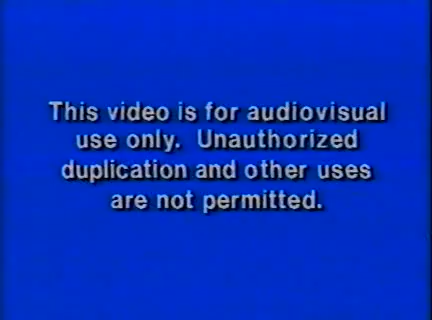 This video is for audiovisual
use only.  Unauthorized
duplication and other uses
are not permitted.